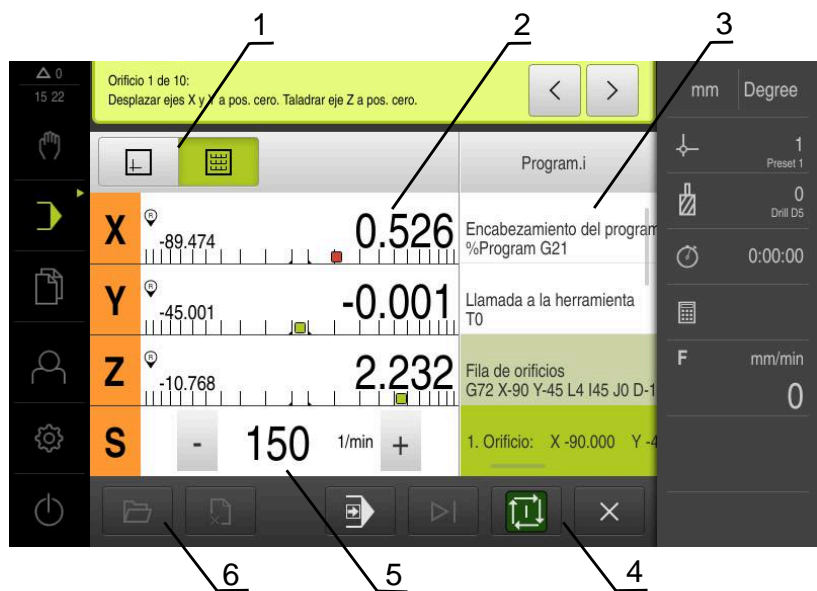 1 2 3
0
15 22
Orificio 1 de 10:
Desplazar ejes X y Y a pos. cero. Taladrar eje Z a pos. cero.
< >
mm Degree
Program.i
1
Preset 1
0
Drill D5
0:00:00
F mm/min
0
X R -89.474 0.526
Y R -45.001 -0.001
Z R -10.768 2.232
S - 150 1/min +
Encabezamiento del program
%Program G21
Llamada a la herramienta
T0
Fila de orificios
G72 X-90 Y-45 L4 I45 J0 D-1
1. Orificio: X -90.000 Y -4
6 5 4